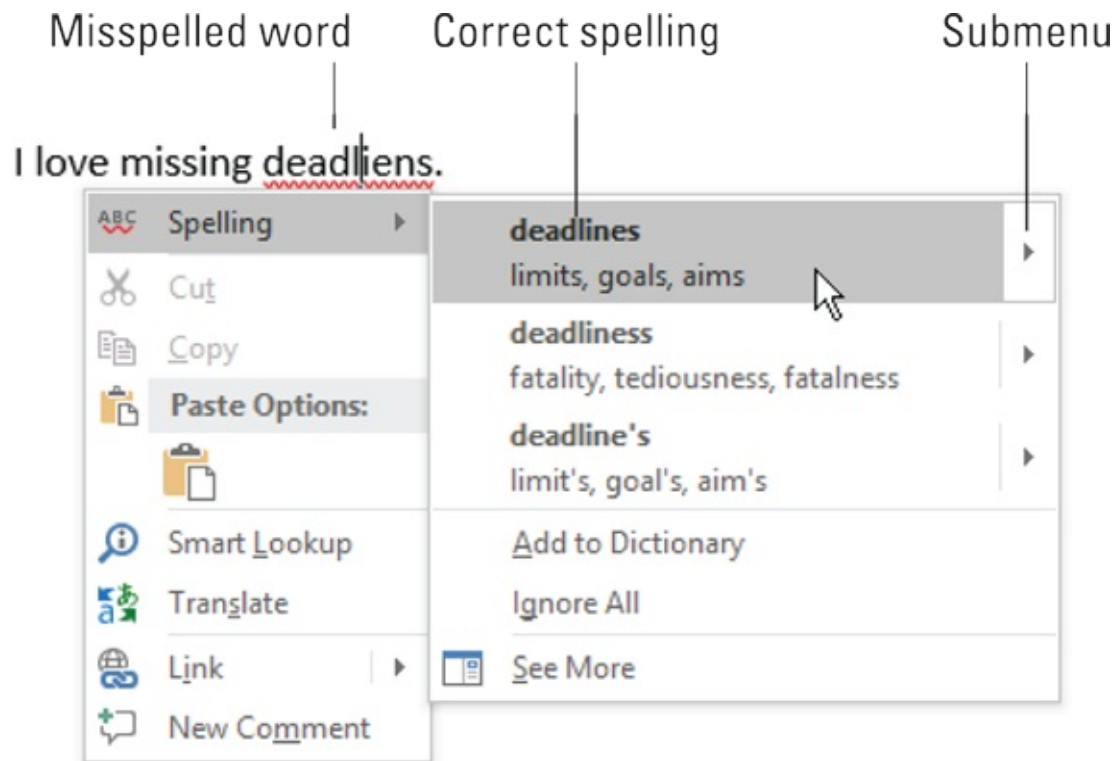 Misspelled word Correct spelling Submenu
I love missing deadliens.
ABC Spelling
Cut
Copy
Paste Options:
Smart Lookup
Translate
Link
New Comment
deadlines
limits, goals, aims
deadliness
fatality, tediousness, fatalness
deadline's
limit's, goal's, aim's
Add to Dictionary
Ignore All
See More